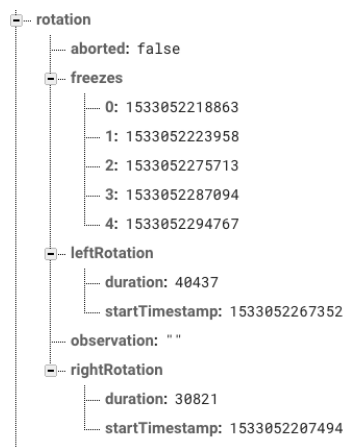 rotation
aborted: false
freezes
0: 1533052218863
1: 1533052223958
2: 1533052275713
3: 1533052287094
4: 1533052294767
leftRotation
duration: 40437
startTimestamp: 1533052267352
observation: ""
rightRotation
duration: 30821
startTimestamp: 1533052207494